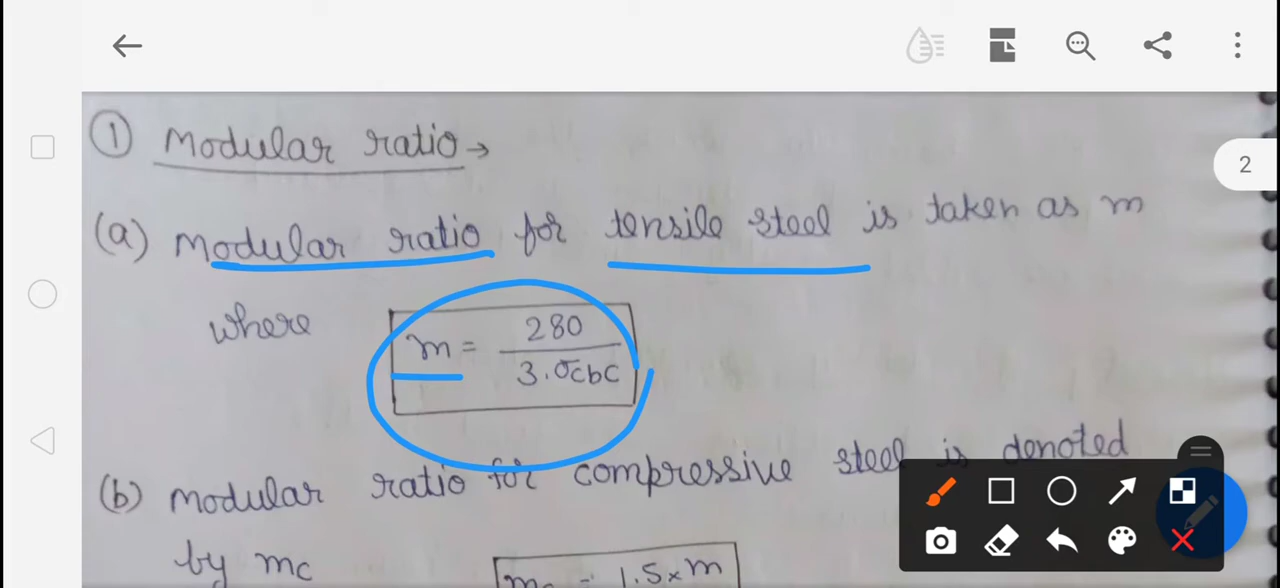 2
① Modular ratio →
(a) Modular ratio for tensile steel is taken as m
where m = 280 / 3.σcbc
(b) modular ratio for compressive steel is denoted
by mc mc = 1.5 x m